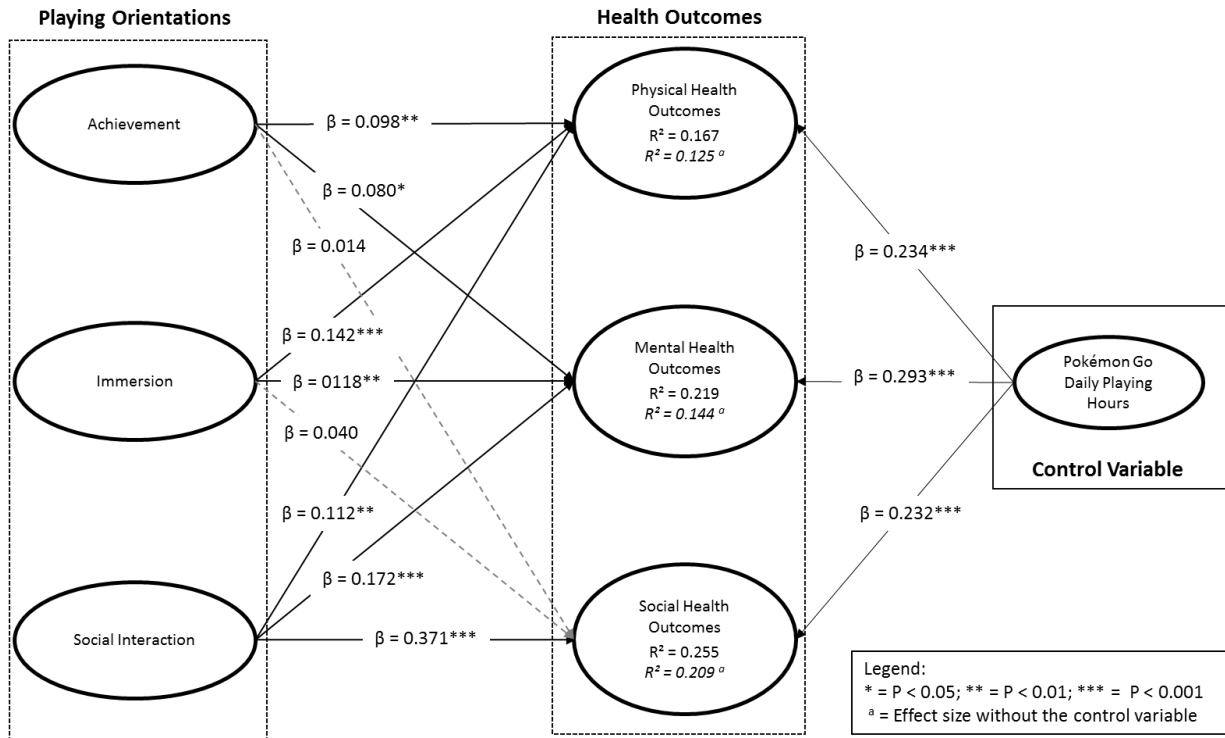 Playing Orientations
Health Outcomes
Achievement
β = 0.098**
β = 0.080*
β = 0.014
Physical Health
Outcomes
R² = 0.167
R² = 0.125 ᵃ
β = 0.234***
Immersion
β = 0.142***
β = 0118**
β = 0.040
Mental Health
Outcomes
R² = 0.219
R² = 0.144 ᵃ
β = 0.293***
Pokémon Go
Daily Playing
Hours
Control Variable
Social Interaction
β = 0.112**
β = 0.172***
β = 0.371***
Social Health
Outcomes
R² = 0.255
R² = 0.209 ᵃ
β = 0.232***
Legend:
* = P < 0.05; ** = P < 0.01; *** = P < 0.001
ᵃ = Effect size without the control variable